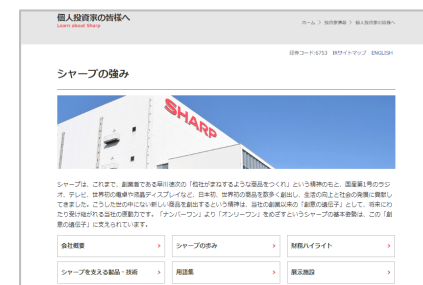 個人投資家の皆様へ
Learn about Sharp
ホーム > 投資家情報 > 個人投資家の皆様へ
証券コード:6753 IRサイトマップ ENGLISH
シャープの強み
SHARP
シャープは、これまで、創業者である早川徳次の「他社がまねするような商品をつくれ」という精神のもと、国産第1号のラジ
オ、テレビ、世界初の電卓や液晶ディスプレイなど、日本初、世界初の商品を数多く創出し、生活の向上と社会の発展に貢献し
てきました。こうした世の中にない新しい商品を創出するという精神は、当社の創業以来の「創意の遺伝子」として、将来にわ
たり受け継がれる当社の原動力です。「ナンバーワン」より「オンリーワン」をめざすというシャープの基本姿勢は、この「創
意の遺伝子」に支えられています。
会社概要 > シャープの歩み > 財務ハイライト >
シャープを支える製品・技術 > 用語集 > 展示施設 >